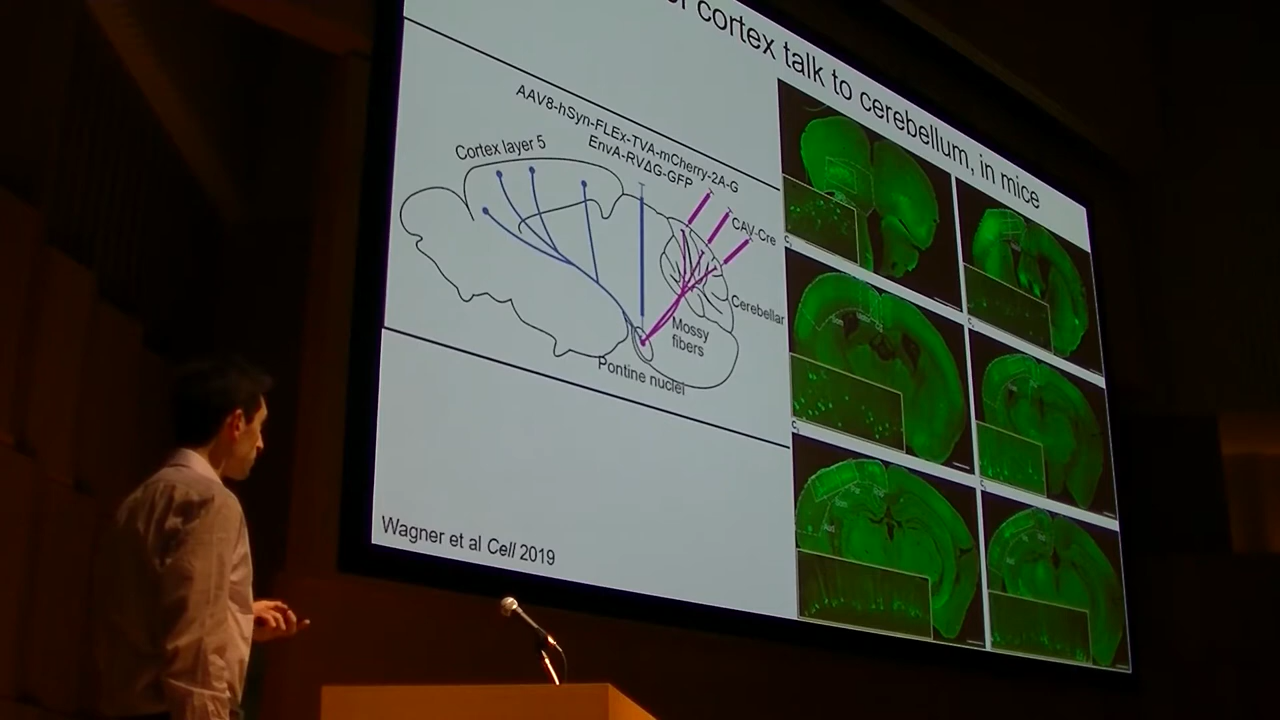 cortex talk to cerebellum, in mice
AAV8-hSyn-FLEx-TVA-mCherry-2A-G
EnvA-RVΔG-GFP
Cortex layer 5
CAV-Cre
Cerebellar
Mossy
fibers
Pontine nuclei
Wagner et al Cell 2019